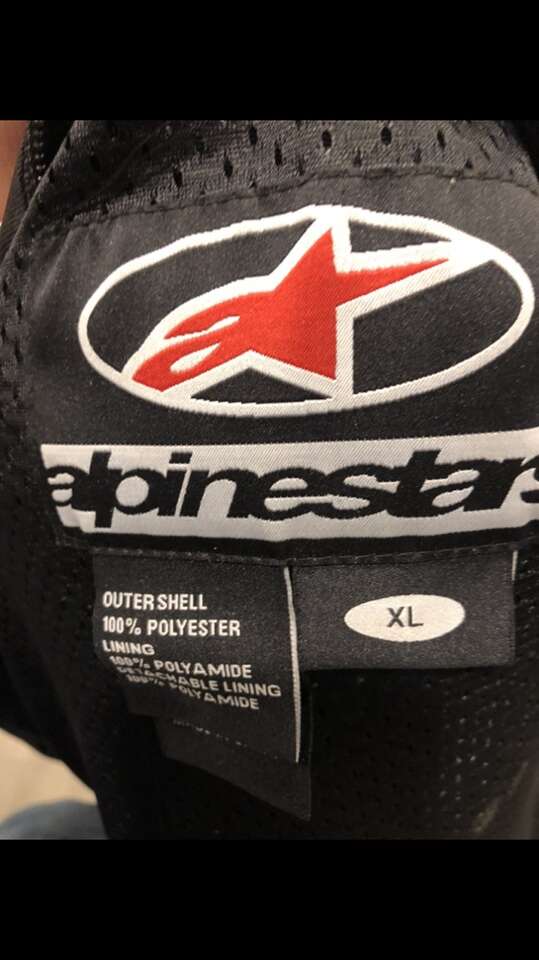 alpinestars
OUTER SHELL
100% POLYESTER
LINING
100% POLYAMIDE
DETACHABLE LINING
100% POLYAMIDE
XL